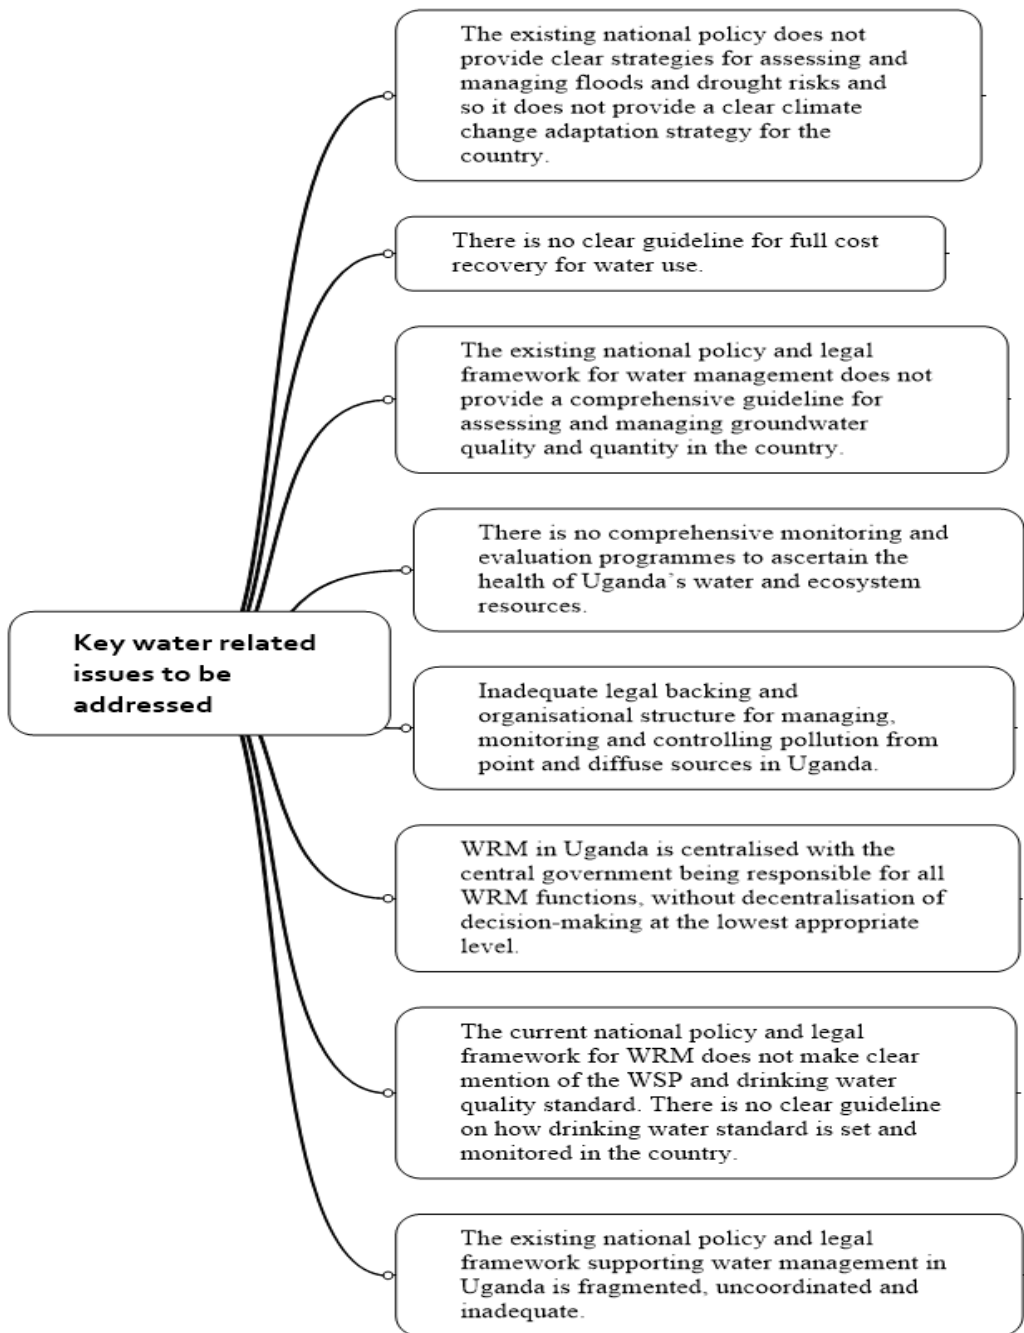 The existing national policy does not
provide clear strategies for assessing and
managing floods and drought risks and
so it does not provide a clear climate
change adaptation strategy for the
country.
There is no clear guideline for full cost
recovery for water use.
The existing national policy and legal
framework for water management does not
provide a comprehensive guideline for
assessing and managing groundwater
quality and quantity in the country.
There is no comprehensive monitoring and
evaluation programmes to ascertain the
health of Uganda`s water and ecosystem
resources.
Key water related
issues to be
addressed
Inadequate legal backing and
organisational structure for managing,
monitoring and controlling pollution from
point and diffuse sources in Uganda.
WRM in Uganda is centralised with the
central government being responsible for all
WRM functions, without decentralisation of
decision-making at the lowest appropriate
level.
The current national policy and legal
framework for WRM does not make clear
mention of the WSP and drinking water
quality standard. There is no clear guideline
on how drinking water standard is set and
monitored in the country.
The existing national policy and legal
framework supporting water management in
Uganda is fragmented, uncoordinated and
inadequate.